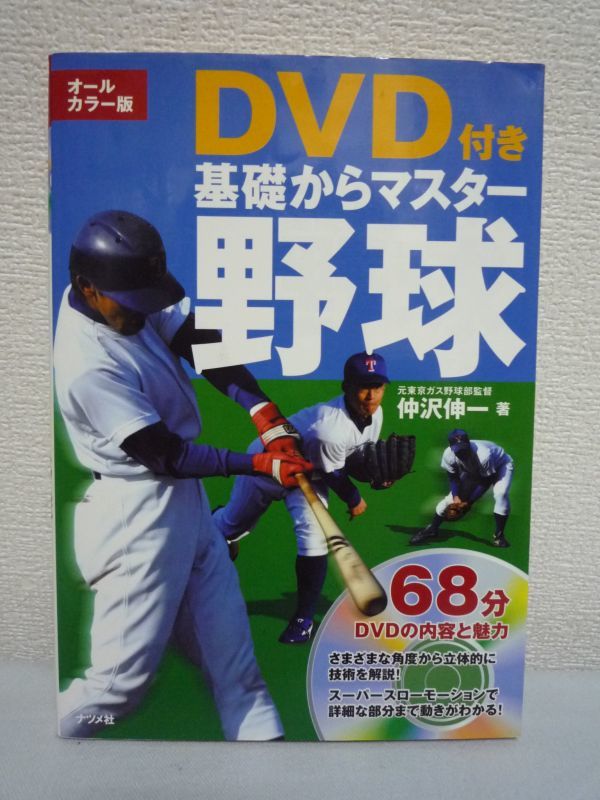 オール
カラー版
DVD付き
基礎からマスター
野球
元東京ガス野球部監督
仲沢伸一 著
T
68分
DVDの内容と魅力
さまざまな角度から立体的に
技術を解説!
スーパースローモーションで
詳細な部分まで動きがわかる!
ナツメ社